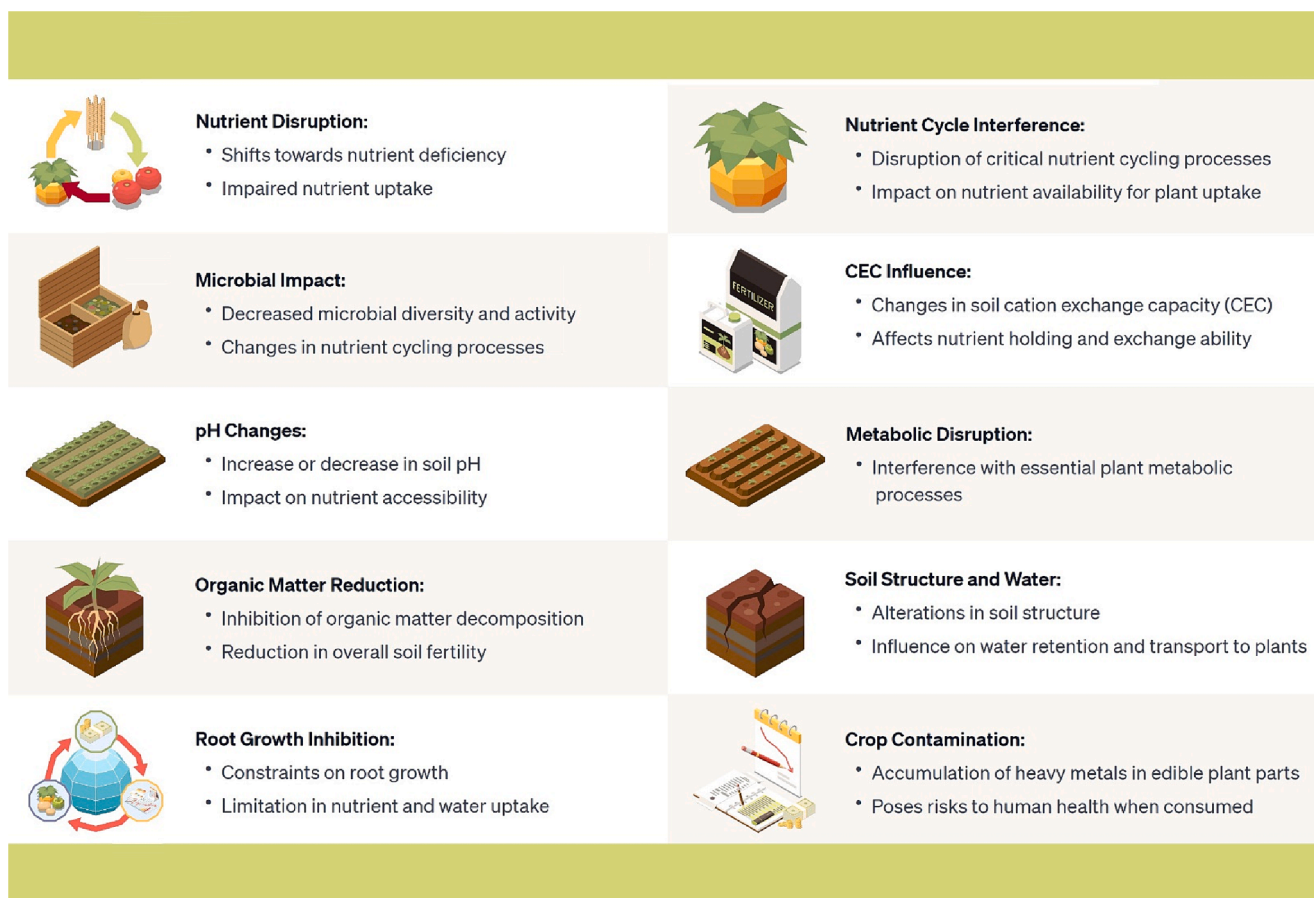 Nutrient Disruption:
• Shifts towards nutrient deficiency
• Impaired nutrient uptake
Nutrient Cycle Interference:
• Disruption of critical nutrient cycling processes
• Impact on nutrient availability for plant uptake
Microbial Impact:
• Decreased microbial diversity and activity
• Changes in nutrient cycling processes
FERTILIZER
CEC Influence:
• Changes in soil cation exchange capacity (CEC)
• Affects nutrient holding and exchange ability
pH Changes:
• Increase or decrease in soil pH
• Impact on nutrient accessibility
Metabolic Disruption:
• Interference with essential plant metabolic
processes
Organic Matter Reduction:
• Inhibition of organic matter decomposition
• Reduction in overall soil fertility
Soil Structure and Water:
• Alterations in soil structure
• Influence on water retention and transport to plants
Root Growth Inhibition:
• Constraints on root growth
• Limitation in nutrient and water uptake
Crop Contamination:
• Accumulation of heavy metals in edible plant parts
• Poses risks to human health when consumed